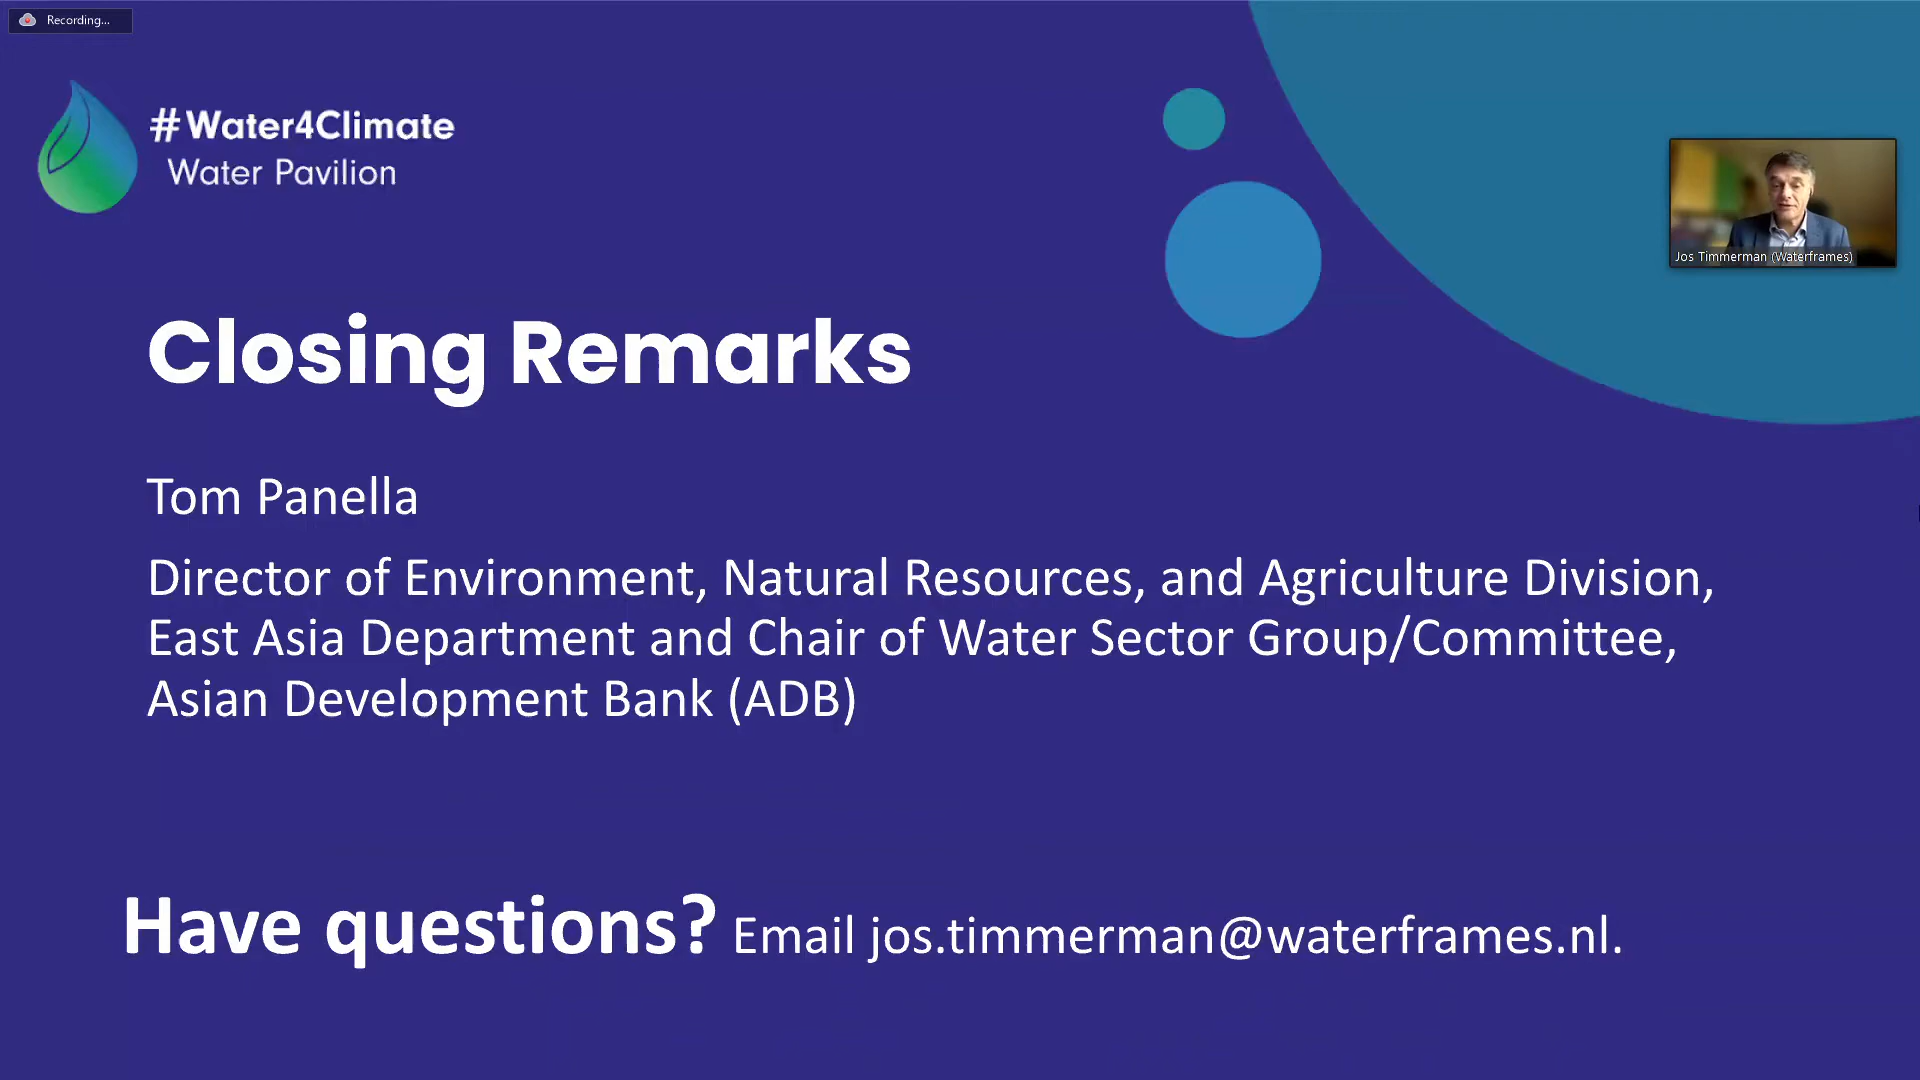 Recording...
#Water4Climate
Water Pavilion
Jos Timmerman (Waterframes)
Closing Remarks
Tom Panella
Director of Environment, Natural Resources, and Agriculture Division,
East Asia Department and Chair of Water Sector Group/Committee,
Asian Development Bank (ADB)
Have questions? Email jos.timmerman@waterframes.nl.